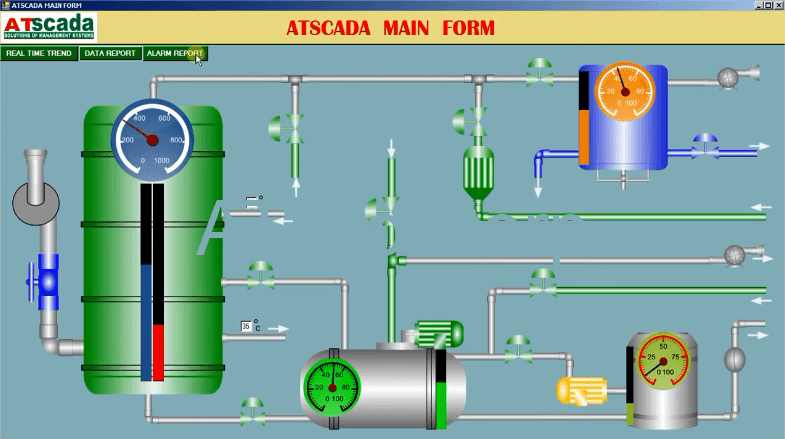 ATSCADA MAIN FORM
ATscada
SOLUTIONS OF MANAGEMENT SYSTEMS
ATSCADA MAIN FORM
REAL TIME TREND DATA REPORT ALARM REPORT
400 600
200 800
0 1000
40 60
20 80
0 100
A
35 °C
40 60
20 80
0 100
50
25 75
0 100